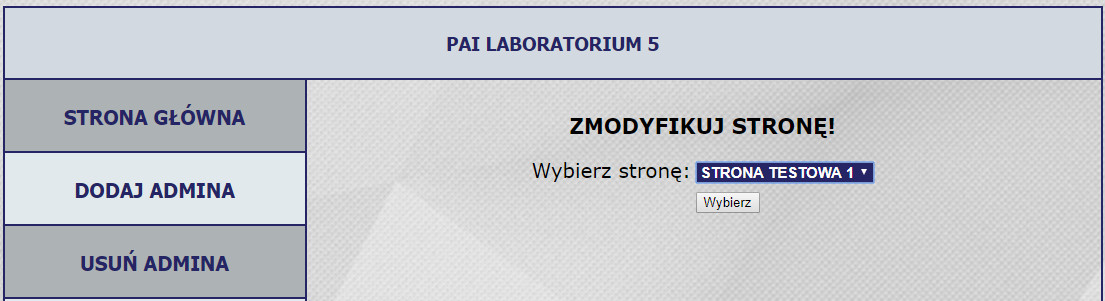 PAI LABORATORIUM 5
STRONA GŁÓWNA
DODAJ ADMINA
USUŃ ADMINA
ZMODYFIKUJ STRONĘ!
Wybierz stronę: STRONA TESTOWA 1
Wybierz